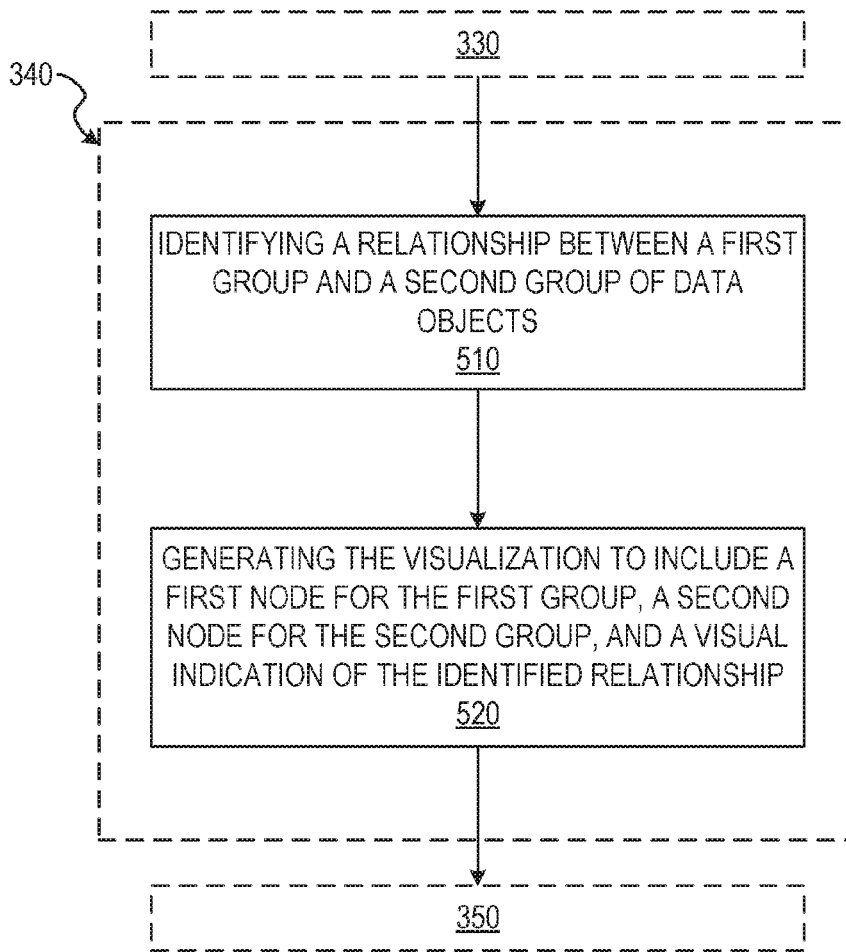 330
340
IDENTIFYING A RELATIONSHIP BETWEEN A FIRST
GROUP AND A SECOND GROUP OF DATA
OBJECTS
510
GENERATING THE VISUALIZATION TO INCLUDE A
FIRST NODE FOR THE FIRST GROUP, A SECOND
NODE FOR THE SECOND GROUP, AND A VISUAL
INDICATION OF THE IDENTIFIED RELATIONSHIP
520
350